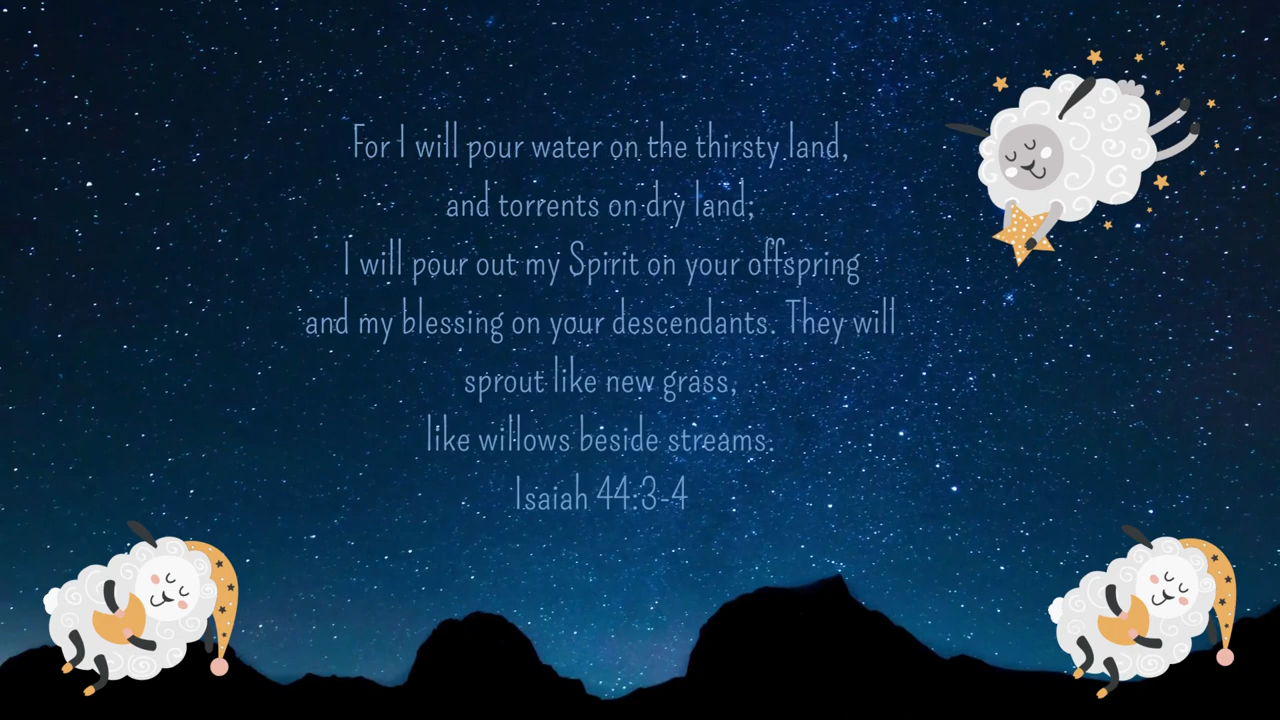 For I will pour water on the thirsty land,
and torrents on dry land;
I will pour out my Spirit on your offspring
and my blessing on your descendants. They will
sprout like new grass,
like willows beside streams.
Isaiah 44:3-4